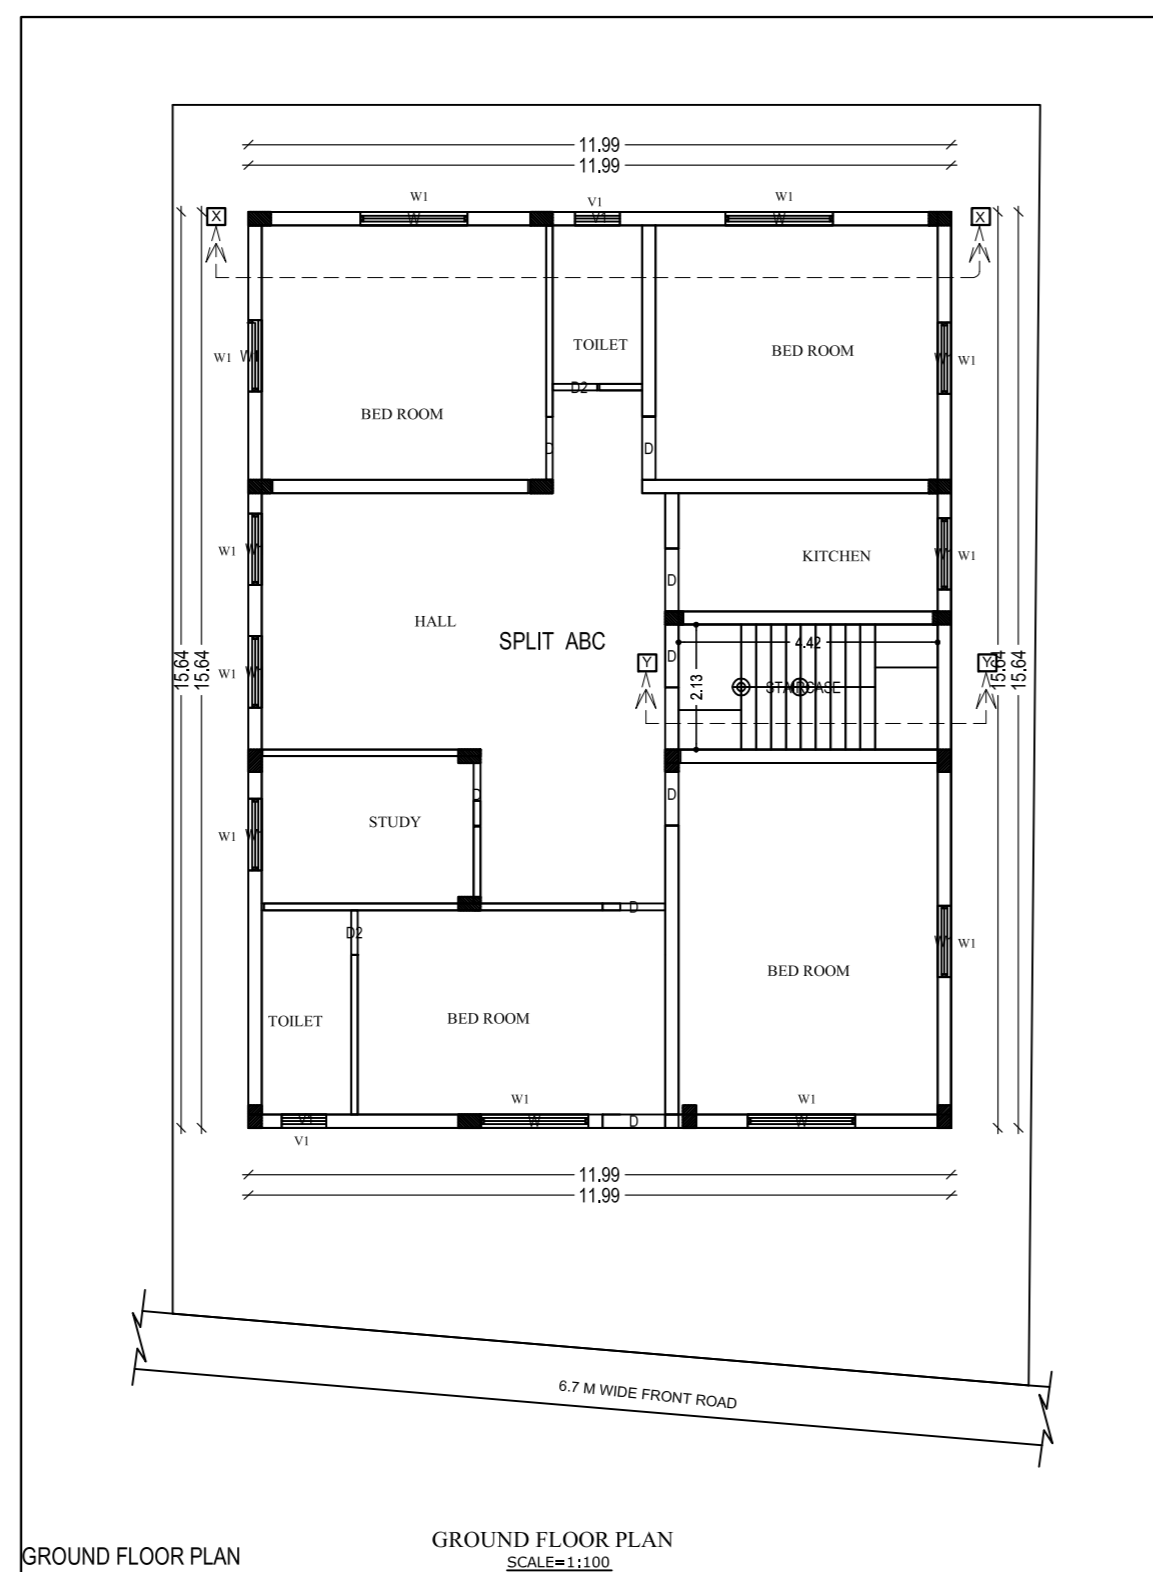 11.99
11.99
W1
V1
W1
X
W
V1
W
X
TOILET
BED ROOM
W1
W1
W
W1
D2
BED ROOM
D
D
W1
W
KITCHEN
W
W1
D
HALL
SPLIT ABC
4.42
D
Y
Y
15.64
15.64
15.64
15.64
W1
W
2.13
STAIRCASE
D
D
STUDY
W1
W
D
D2
W
W1
BED ROOM
TOILET
BED ROOM
W1
W1
V1
W
D
W
V1
11.99
11.99
6.7 M WIDE FRONT ROAD
GROUND FLOOR PLAN
SCALE=1:100
GROUND FLOOR PLAN